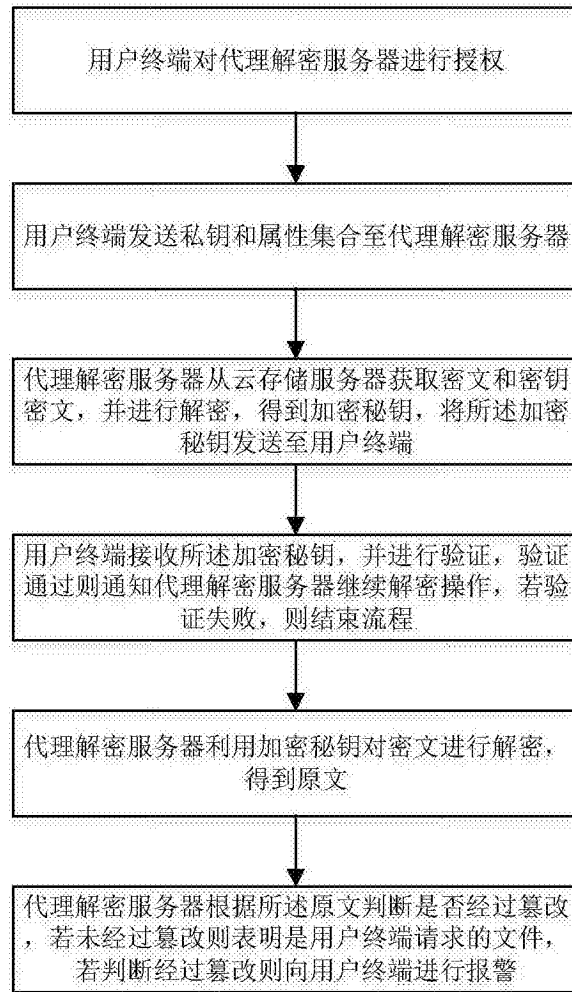 用户终端对代理解密服务器进行授权
用户终端发送私钥和属性集合至代理解密服务器
代理解密服务器从云存储服务器获取密文和密钥
密文，并进行解密，得到加密秘钥，将所述加密
秘钥发送至用户终端
用户终端接收所述加密秘钥，并进行验证，验证
通过则通知代理解密服务器继续解密操作，若验
证失败，则结束流程
代理解密服务器利用加密秘钥对密文进行解密，
得到原文
代理解密服务器根据所述原文判断是否经过篡改
，若未经过篡改则表明是用户终端请求的文件，
若判断经过篡改则向用户终端进行报警